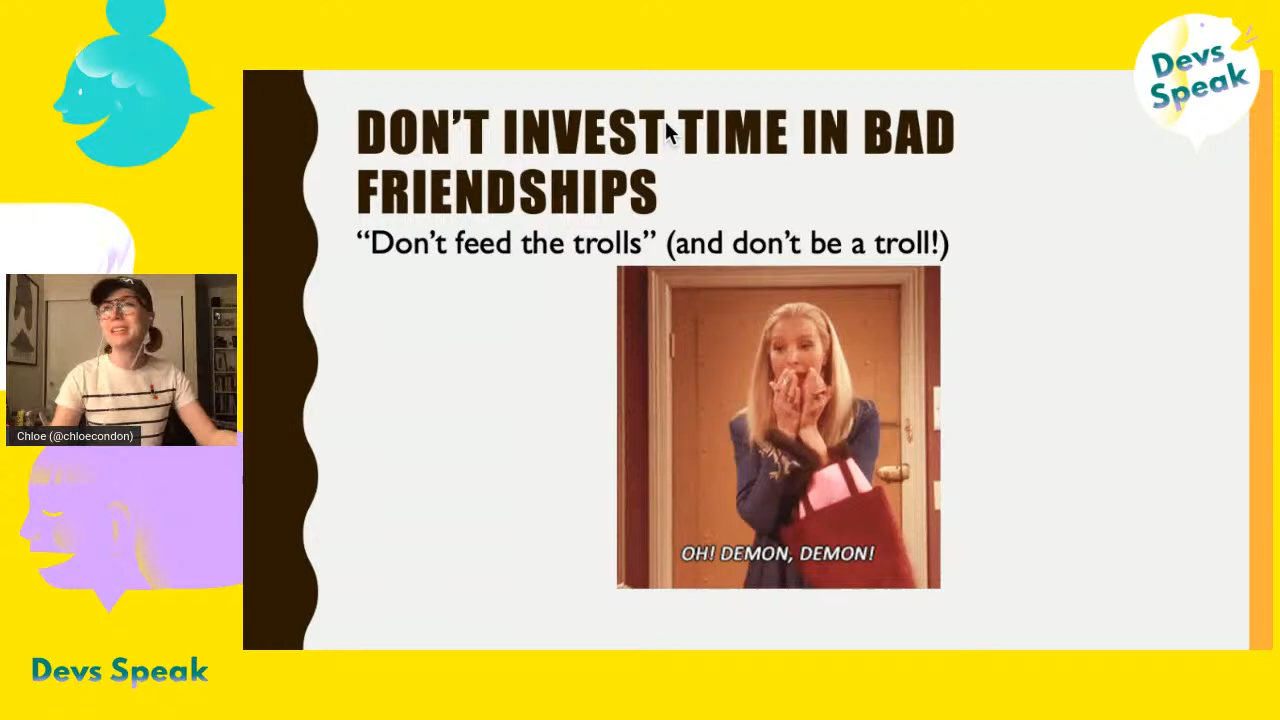 Devs
Speak
DON'T INVEST TIME IN BAD
FRIENDSHIPS
“Don't feed the trolls” (and don't be a troll!)
OH! DEMON, DEMON!
Chloe (@chloecondon)
Devs Speak